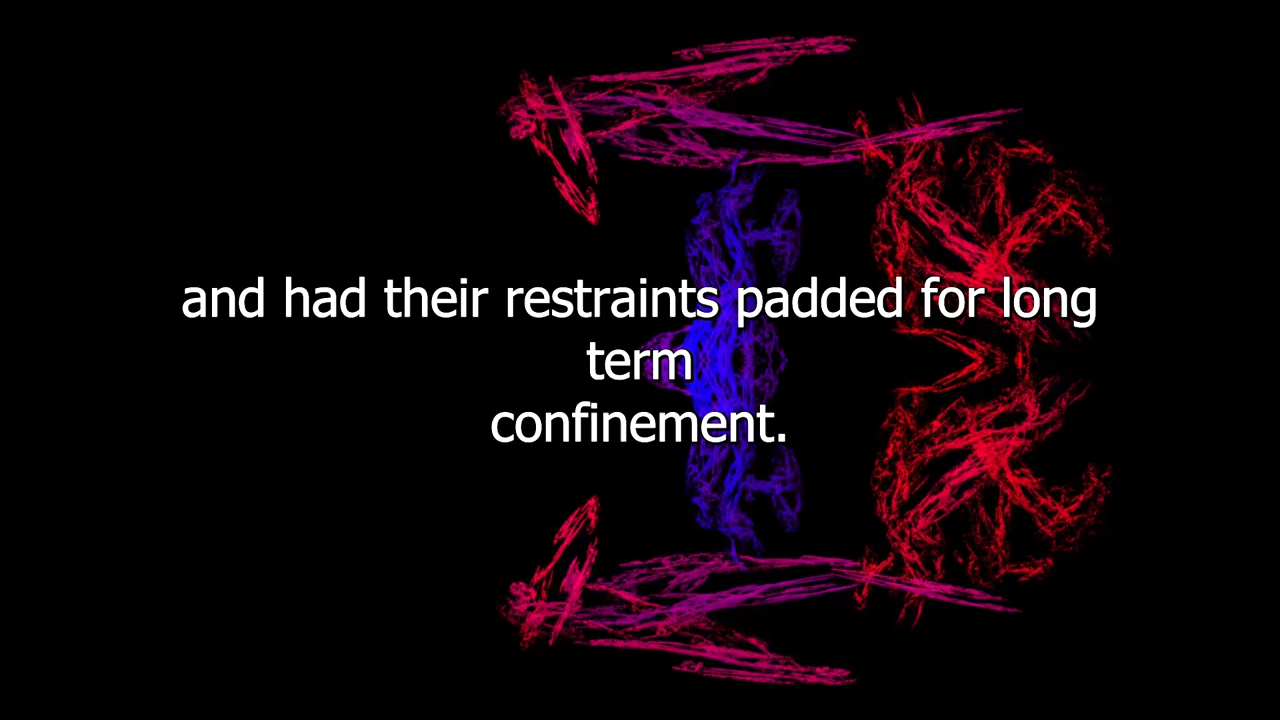 and had their restraints padded for long
term
confinement.